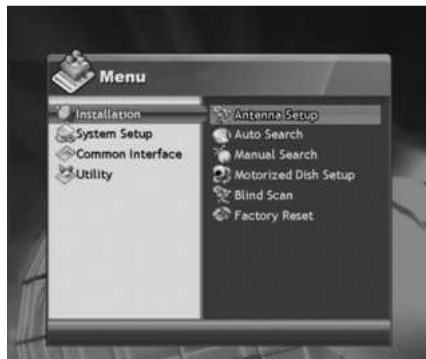 Menu
Installation
System Setup
Common Interface
Utility
Antenna Setup
Auto Search
Manual Search
Motorized Dish Setup
Blind Scan
Factory Reset